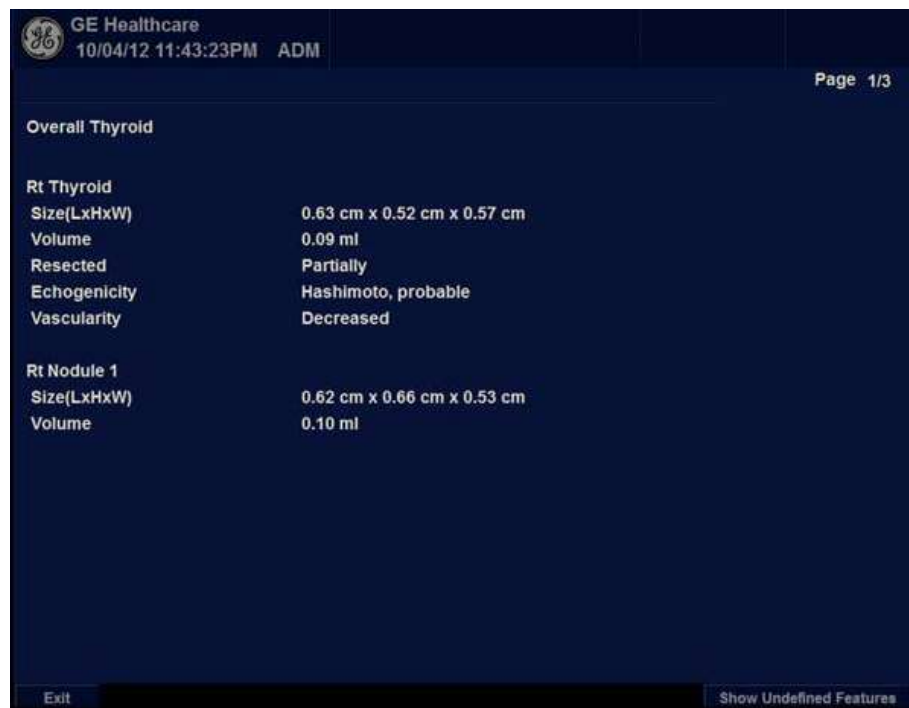 GE Healthcare
10/04/12 11:43:23PM ADM
Page 1/3
Overall Thyroid
Rt Thyroid
Size(LxHxW) 0.63 cm x 0.52 cm x 0.57 cm
Volume 0.09 ml
Resected Partially
Echogenicity Hashimoto, probable
Vascularity Decreased
Rt Nodule 1
Size(LxHxW) 0.62 cm x 0.66 cm x 0.53 cm
Volume 0.10 ml
Exit Show Undefined Features